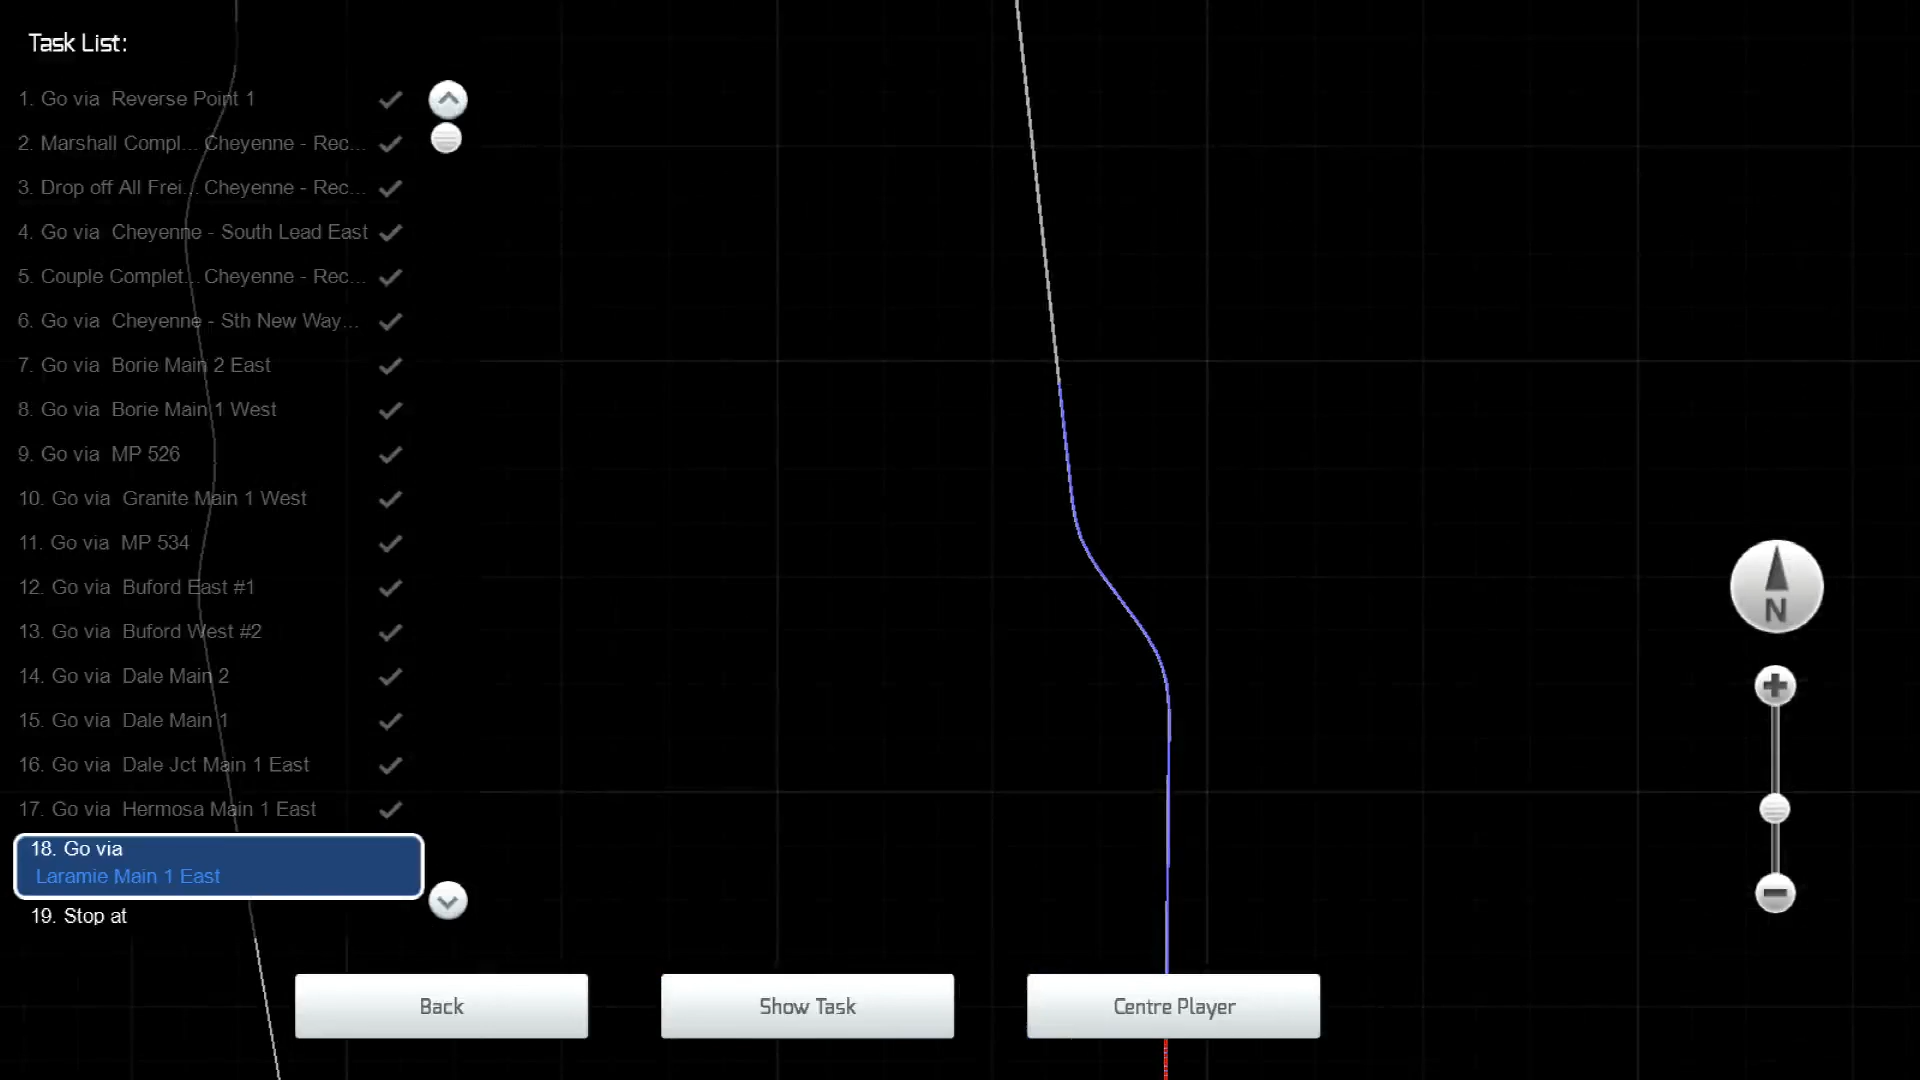 Task List:
1. Go via Reverse Point 1
2. Marshall Compl... Cheyenne - Rec...
3. Drop off All Frei... Cheyenne - Rec...
4. Go via Cheyenne - South Lead East
5. Couple Complet... Cheyenne - Rec...
6. Go via Cheyenne - Sth New Way...
7. Go via Borie Main 2 East
8. Go via Borie Main 1 West
9. Go via MP 526
10. Go via Granite Main 1 West
11. Go via MP 534
12. Go via Buford East #1
13. Go via Buford West #2
14. Go via Dale Main 2
15. Go via Dale Main 1
16. Go via Dale Jct Main 1 East
17. Go via Hermosa Main 1 East
18. Go via
Laramie Main 1 East
19. Stop at
N
Back
Show Task
Centre Player